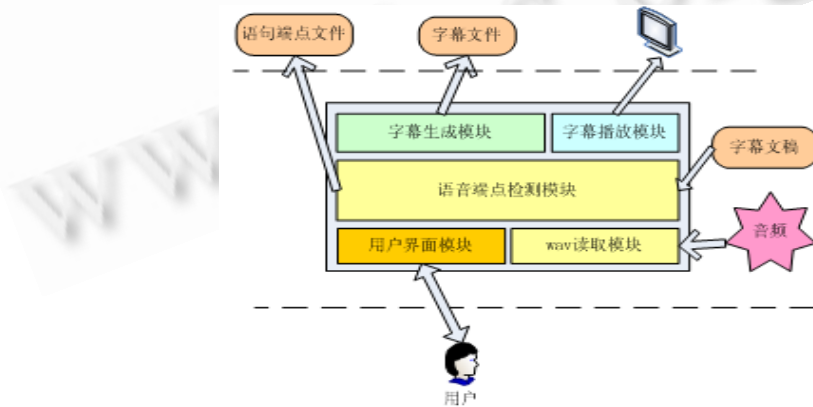 语句端点文件
字幕文件
字幕生成模块
字幕播放模块
字幕文稿
语音端点检测模块
音频
用户界面模块
wav读取模块
用户
WW